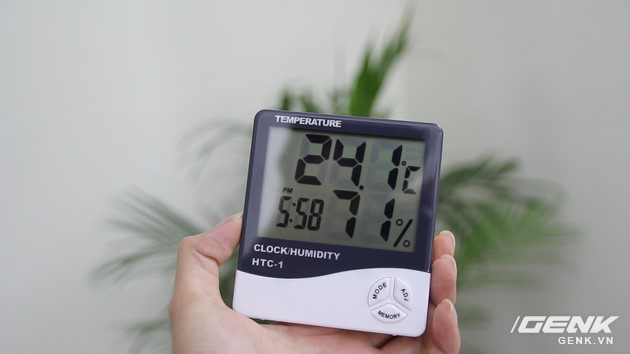 TEMPERATURE
24.1°C
PM
5:58 71%
CLOCK/HUMIDITY
HTC-1
MODE
ADJ
MEMORY
GENK
GENK.VN